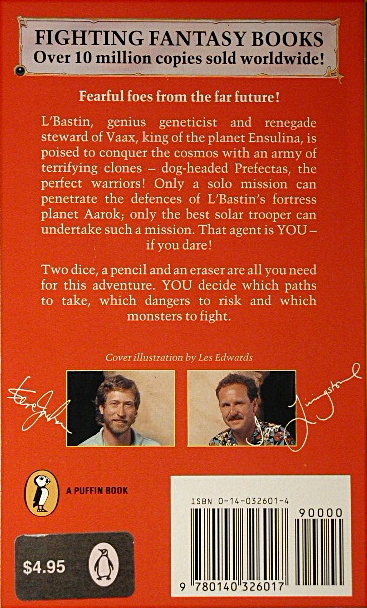 FIGHTING FANTASY BOOKS
Over 10 million copies sold worldwide!
Fearful foes from the far future!
L'Bastin, genius geneticist and renegade
steward of Vaax, king of the planet Ensulina, is
poised to conquer the cosmos with an army of
terrifying clones – dog-headed Prefectas, the
perfect warriors! Only a solo mission can
penetrate the defences of L'Bastin's fortress
planet Aarok; only the best solar trooper can
undertake such a mission. That agent is YOU –
if you dare!
Two dice, a pencil and an eraser are all you need
for this adventure. YOU decide which paths
to take, which dangers to risk and which
monsters to fight.
Cover illustration by Les Edwards
Livingstone
A PUFFIN BOOK
ISBN 0-14-032601-4
90000
9 780140 326017
$4.95